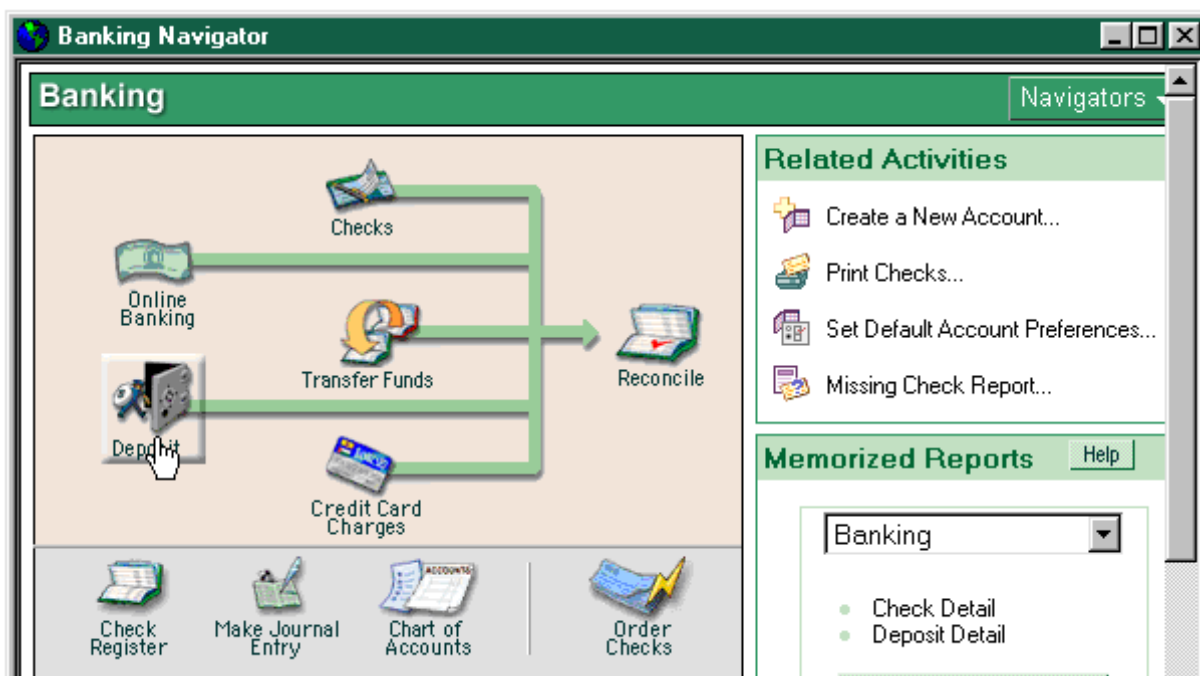 Banking Navigator
Banking
Navigators
Checks
Online
Banking
Transfer Funds
Reconcile
Deposit
Credit Card
Charges
Check
Register
Make Journal
Entry
ACCOUNTS
Chart of
Accounts
Order
Checks
Related Activities
Create a New Account...
Print Checks...
Set Default Account Preferences...
Missing Check Report...
Memorized Reports
Help
Banking
Check Detail
Deposit Detail